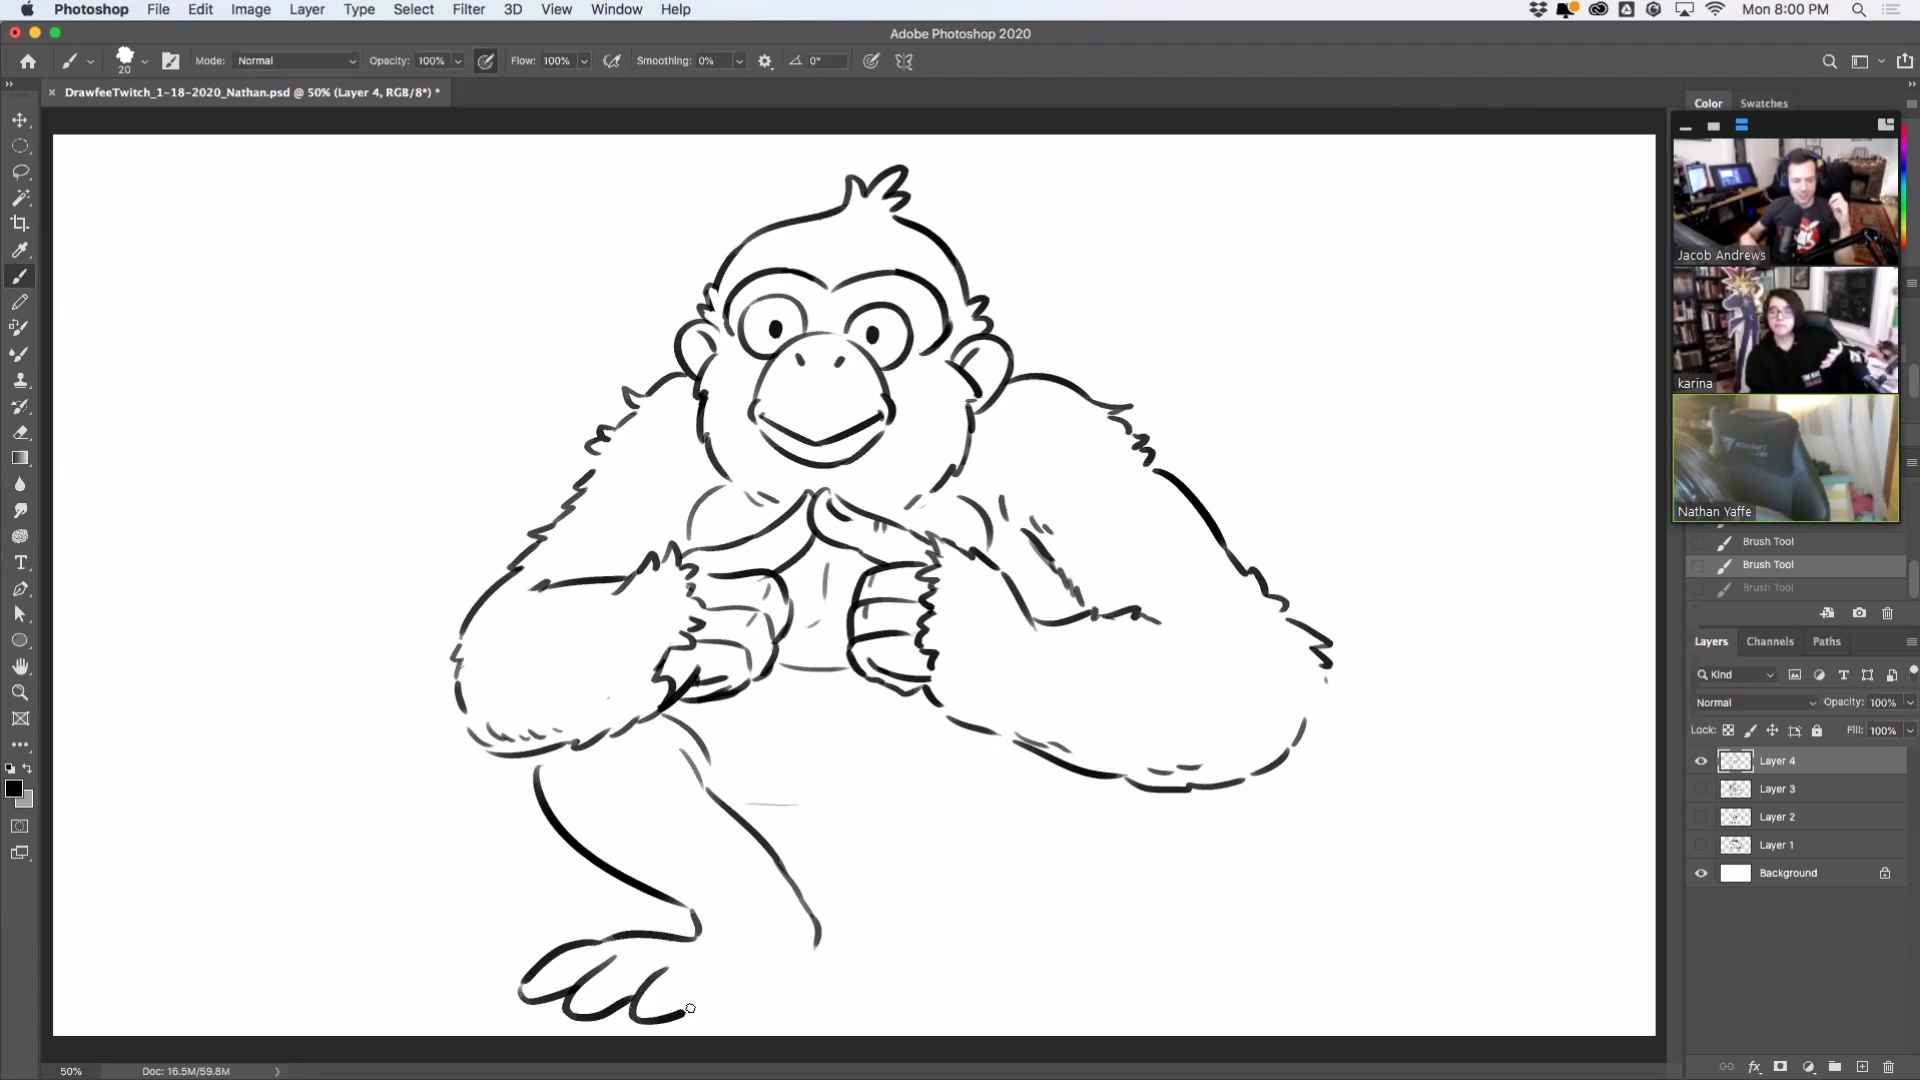 Photoshop File Edit Image Layer Type Select Filter 3D View Window Help Mon 8:00 PM
Adobe Photoshop 2020
20 Mode: Normal Opacity: 100% Flow: 100% Smoothing: 0% 0°
DrawfeeTwitch_1-18-2020_Nathan.psd @ 50% (Layer 4, RGB/8*) *
Color Swatches
Jacob Andrews
karina
Nathan Yaffe
Brush Tool
Brush Tool
Brush Tool
Layers Channels Paths
Kind
Normal Opacity: 100%
Lock: Fill: 100%
Layer 4
Layer 3
Layer 2
Layer 1
Background
50% Doc: 16.5M/59.8M
fx